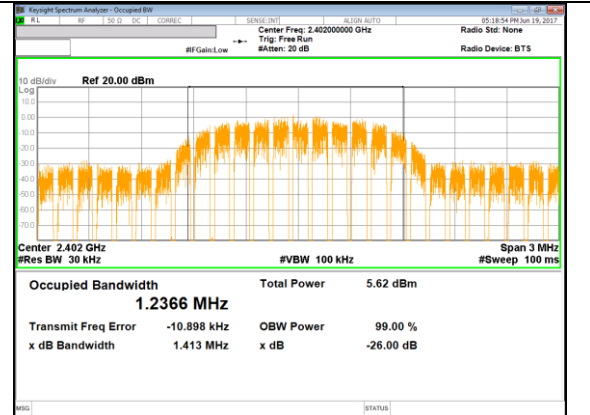 Keysight Spectrum Analyzer - Occupied BW
RL RF 50 Ω DC CORREC SENSE:INT ALIGN AUTO 05:18:54 PM Jun 19, 2017
Center Freq: 2.402000000 GHz Radio Std: None
Trig: Free Run
#IFGain:Low #Atten: 20 dB Radio Device: BTS
10 dB/div Ref 20.00 dBm
Log
10.0
0.00
-10.0
-20.0
-30.0
-40.0
-50.0
-60.0
-70.0
Center 2.402 GHz Span 3 MHz
#Res BW 30 kHz #VBW 100 kHz #Sweep 100 ms
Occupied Bandwidth Total Power 5.62 dBm
1.2366 MHz
Transmit Freq Error -10.898 kHz OBW Power 99.00 %
x dB Bandwidth 1.413 MHz x dB -26.00 dB
MSG STATUS